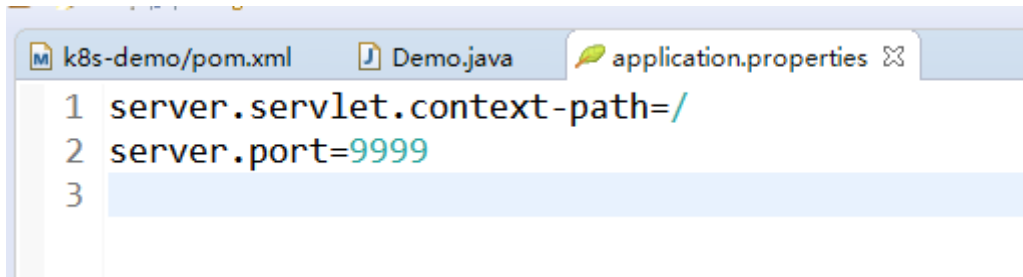 k8s-demo/pom.xml Demo.java application.properties
1 server.servlet.context-path=/
2 server.port=9999
3